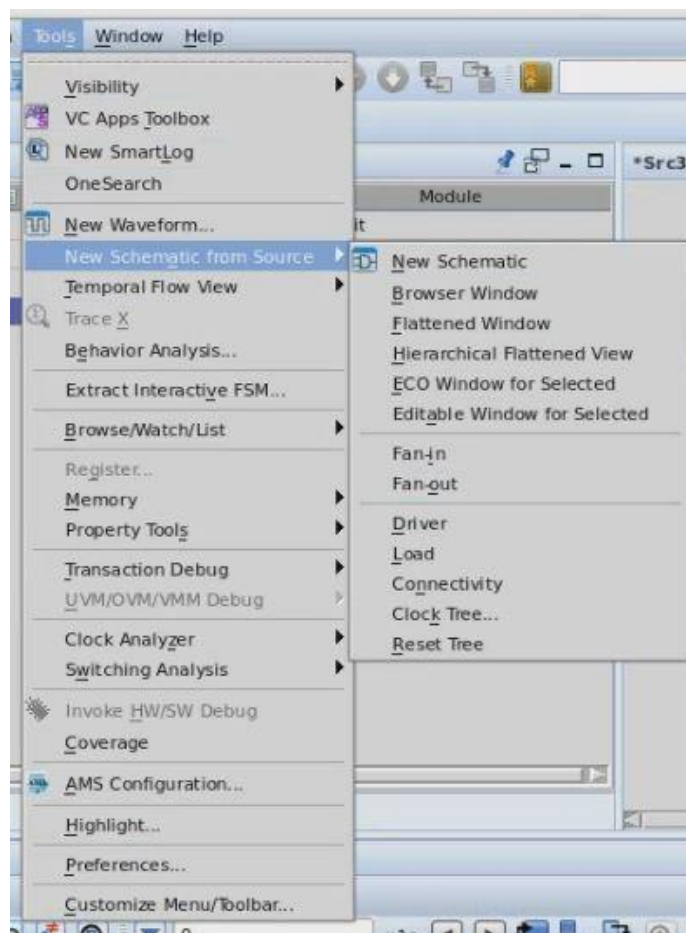 Tools Window Help
Visibility
VC Apps Toolbox
New SmartLog
OneSearch
New Waveform...
New Schematic from Source
Temporal Flow View
Trace X
Behavior Analysis...
Extract Interactive FSM...
Browse/Watch/List
Register...
Memory
Property Tools
Transaction Debug
UVM/OVM/VMM Debug
Clock Analyzer
Switching Analysis
Invoke HW/SW Debug
Coverage
AMS Configuration...
Highlight...
Preferences...
Customize Menu/Toolbar...
*Src3
Module
it
New Schematic
Browser Window
Flattened Window
Hierarchical Flattened View
ECO Window for Selected
Editable Window for Selected
Fan-in
Fan-out
Driver
Load
Connectivity
Clock Tree...
Reset Tree